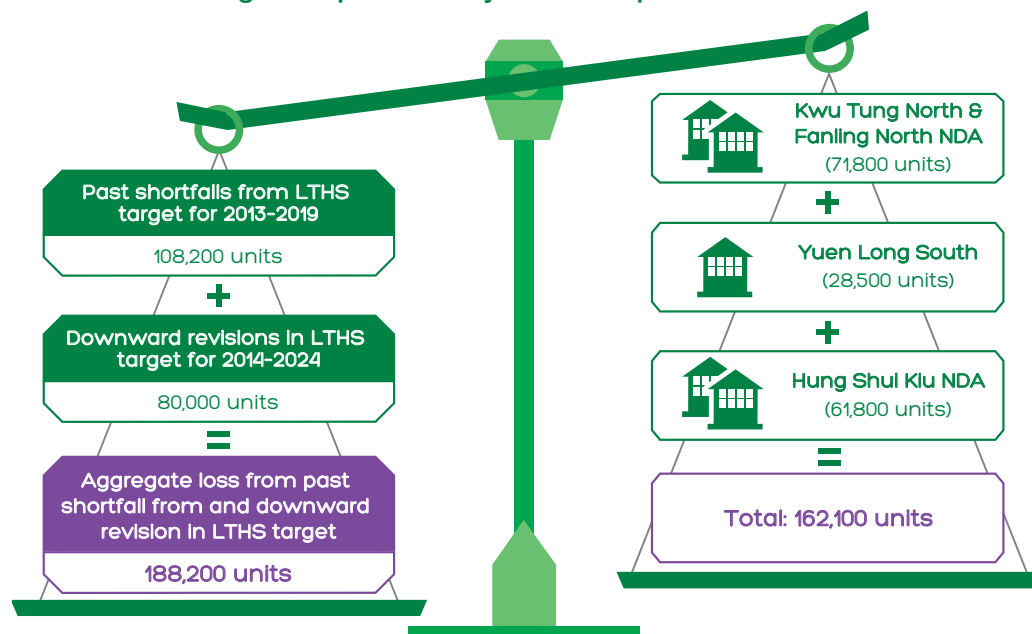 Past shortfalls from LTHS
target for 2013-2019
108,200 units
+
Downward revisions in LTHS
target for 2014-2024
80,000 units
=
Aggregate loss from past
shortfall from and downward
revision in LTHS target
188,200 units
Kwu Tung North &
Fanling North NDA
(71,800 units)
+
Yuen Long South
(28,500 units)
+
Hung Shui Kiu NDA
(61,800 units)
=
Total: 162,100 units